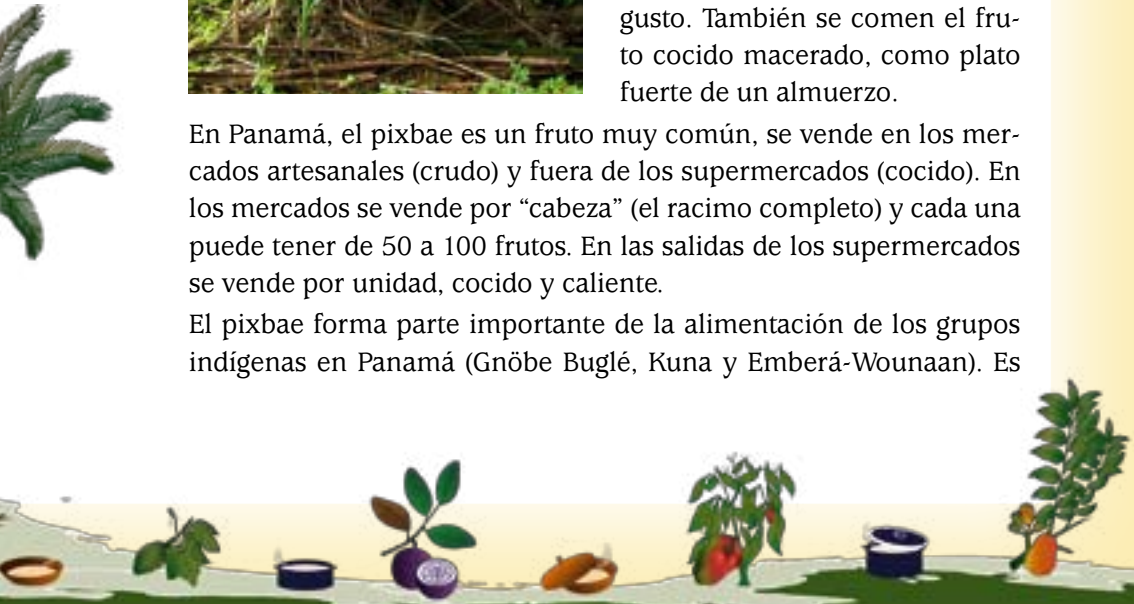 gusto. También se comen el fru-
to cocido macerado, como plato
fuerte de un almuerzo.
En Panamá, el pixbae es un fruto muy común, se vende en los mer-
cados artesanales (crudo) y fuera de los supermercados (cocido). En
los mercados se vende por “cabeza” (el racimo completo) y cada una
puede tener de 50 a 100 frutos. En las salidas de los supermercados
se vende por unidad, cocido y caliente.
El pixbae forma parte importante de la alimentación de los grupos
indígenas en Panamá (Gnöbe Buglé, Kuna y Emberá-Wounaan). Es